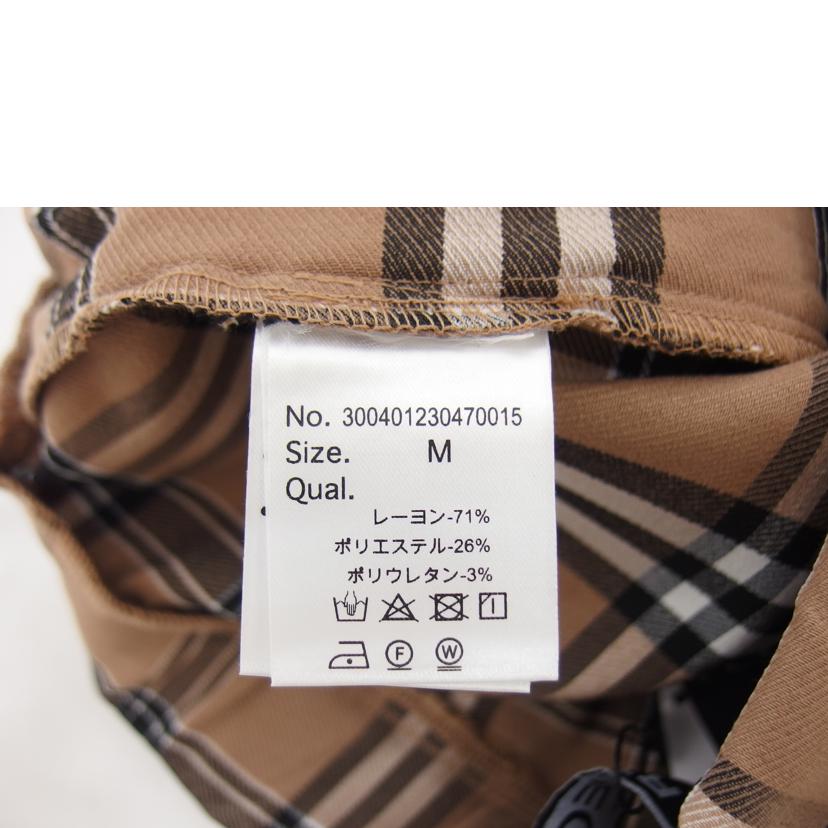 No. 300401230470015
Size. M
Qual.
レーヨン-71%
ポリエステル-26%
ポリウレタン-3%
F W